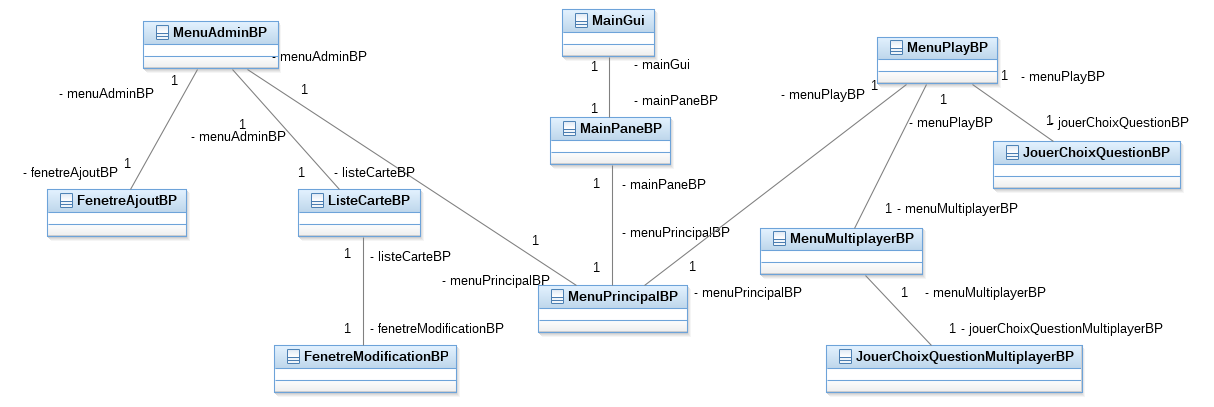 MainGui
MenuAdminBP
MenuPlayBP
- menuAdminBP
- mainGui
1
1
1
1
- menuPlayBP
1
- menuAdminBP
1
- menuPlayBP
1
- mainPaneBP
1
1
- menuAdminBP
- menuPlayBP
1
- jouerChoixQuestionBP
MainPaneBP
JouerChoixQuestionBP
1
- fenetreAjoutBP
1
- listeCarteBP
1
- mainPaneBP
FenetreAjoutBP
ListeCarteBP
1
- menuMultiplayerBP
- menuPrincipalBP
1
MenuMultiplayerBP
1
- listeCarteBP
1
1
- menuPrincipalBP
- menuPrincipalBP
1
- menuMultiplayerBP
MenuPrincipalBP
1
- fenetreModificationBP
1
- jouerChoixQuestionMultiplayerBP
FenetreModificationBP
JouerChoixQuestionMultiplayerBP